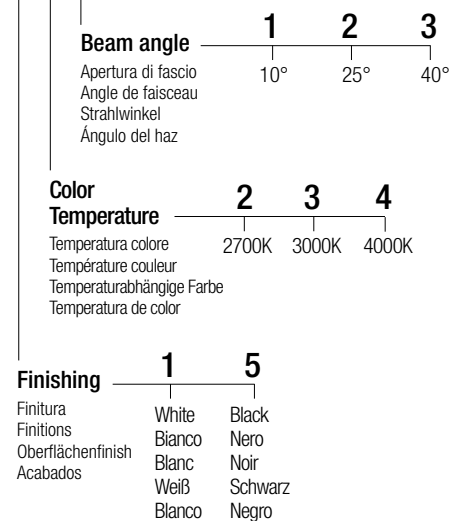 Beam angle 1 2 3
Apertura di fascio 10° 25° 40°
Angle de faisceau
Strahlwinkel
Ángulo del haz
Color
Temperature 2 3 4
Temperatura colore 2700K 3000K 4000K
Température couleur
Temperaturabhängige Farbe
Temperatura de color
Finishing 1 5
Finitura White Black
Finitions Bianco Nero
Oberflächenfinish Blanc Noir
Acabados Weiß Schwarz
Blanco Negro